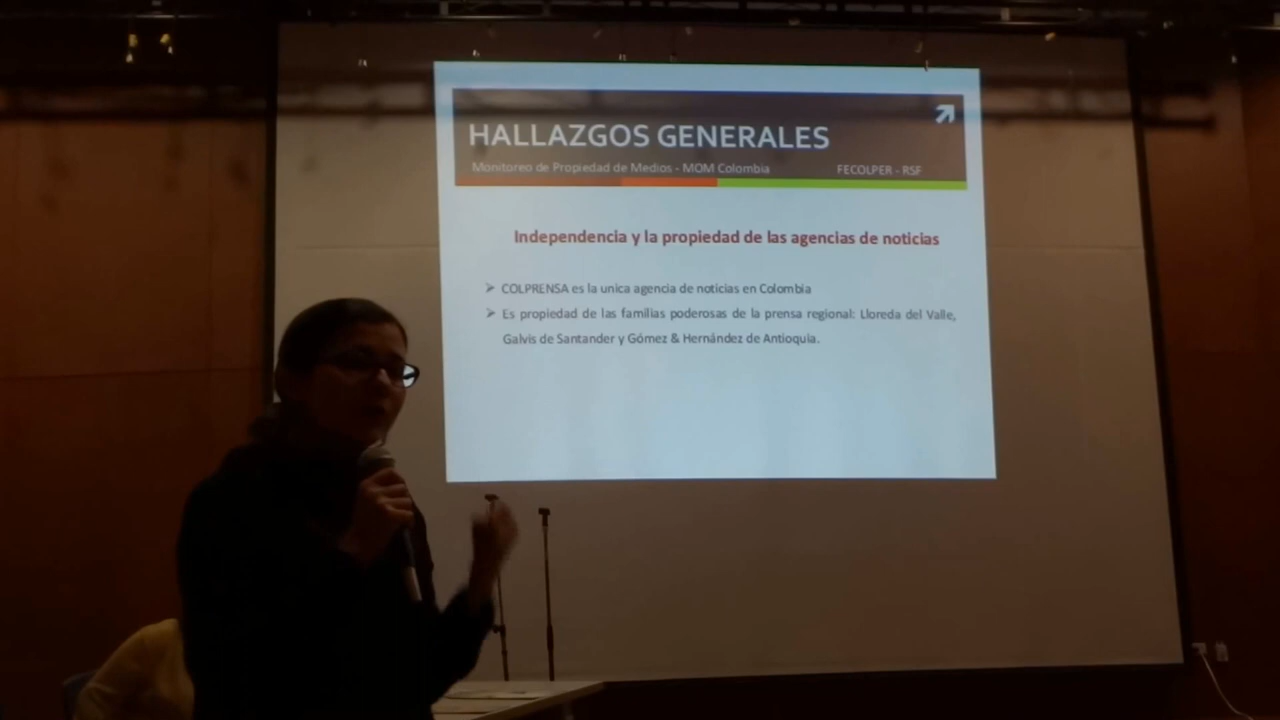 HALLAZGOS GENERALES
Monitoreo de Propiedad de Medios - MOM Colombia FECOLPER - RSF
Independencia y la propiedad de las agencias de noticias
➢ COLPRENSA es la unica agencia de noticias en Colombia
➢ Es propiedad de las familias poderosas de la prensa regional: Lloreda del Valle,
Galvis de Santander y Gómez & Hernández de Antioquia.